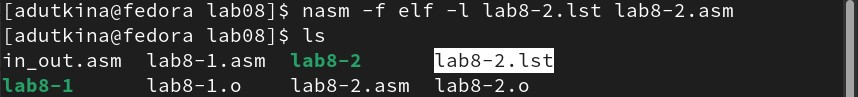 [adutkina@fedora lab08]$ nasm -f elf -l lab8-2.lst lab8-2.asm
[adutkina@fedora lab08]$ ls
in_out.asm  lab8-1.asm  lab8-2      lab8-2.lst
lab8-1      lab8-1.o    lab8-2.asm  lab8-2.o